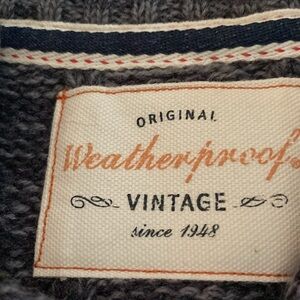 ORIGINAL
Weatherproof
VINTAGE
since 1948